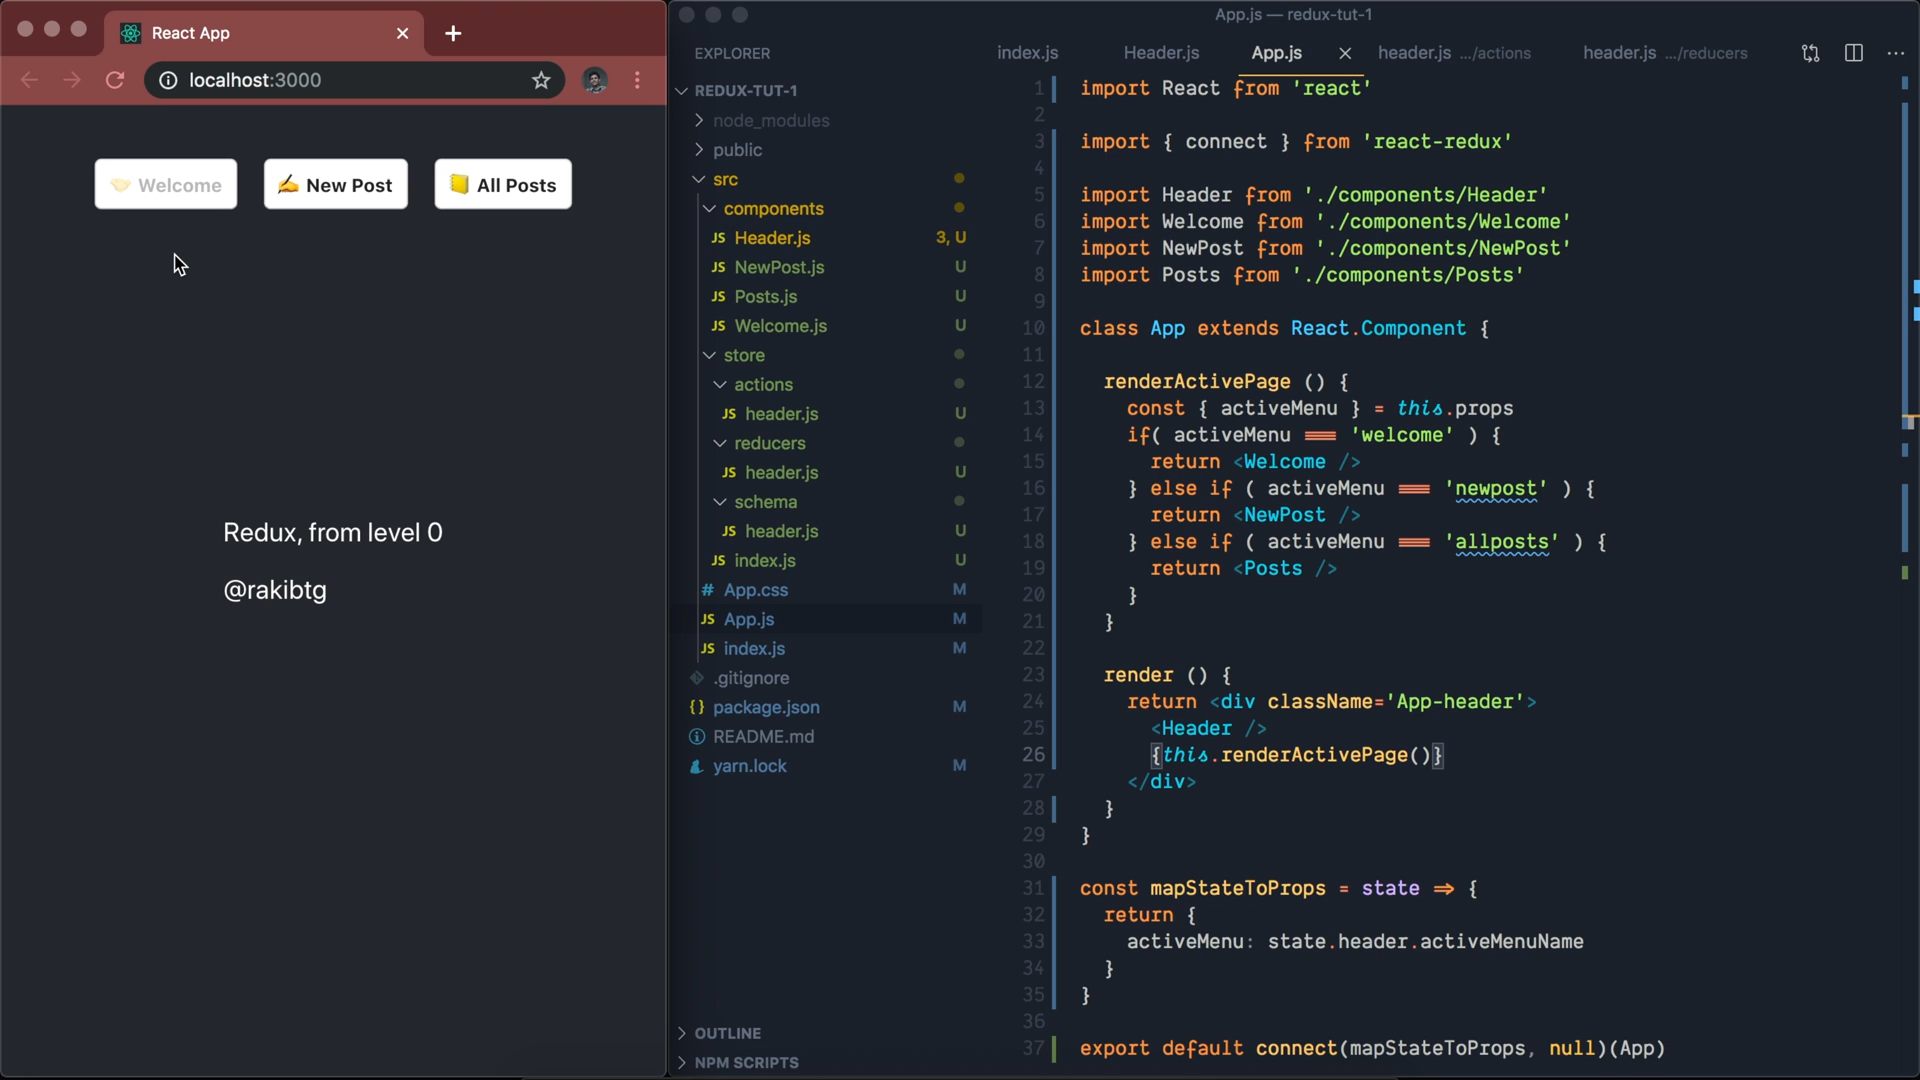 React App
localhost:3000
🤝 Welcome
✍️ New Post
📒 All Posts
Redux, from level 0
@rakibtg
App.js — redux-tut-1
EXPLORER
REDUX-TUT-1
node_modules
public
src
components
JS Header.js 3, U
JS NewPost.js U
JS Posts.js U
JS Welcome.js U
store
actions
JS header.js U
reducers
JS header.js U
schema
JS header.js U
JS index.js U
# App.css M
JS App.js M
JS index.js M
.gitignore
{} package.json M
README.md
yarn.lock M
OUTLINE
NPM SCRIPTS
index.js Header.js App.js header.js .../actions header.js .../reducers
1 import React from 'react'
2
3 import { connect } from 'react-redux'
4
5 import Header from './components/Header'
6 import Welcome from './components/Welcome'
7 import NewPost from './components/NewPost'
8 import Posts from './components/Posts'
9
10 class App extends React.Component {
11
12 renderActivePage () {
13 const { activeMenu } = this.props
14 if( activeMenu === 'welcome' ) {
15 return <Welcome />
16 } else if ( activeMenu === 'newpost' ) {
17 return <NewPost />
18 } else if ( activeMenu === 'allposts' ) {
19 return <Posts />
20 }
21 }
22
23 render () {
24 return <div className='App-header'>
25 <Header />
26 {this.renderActivePage()}
27 </div>
28 }
29 }
30
31 const mapStateToProps = state => {
32 return {
33 activeMenu: state.header.activeMenuName
34 }
35 }
36
37 export default connect(mapStateToProps, null)(App)